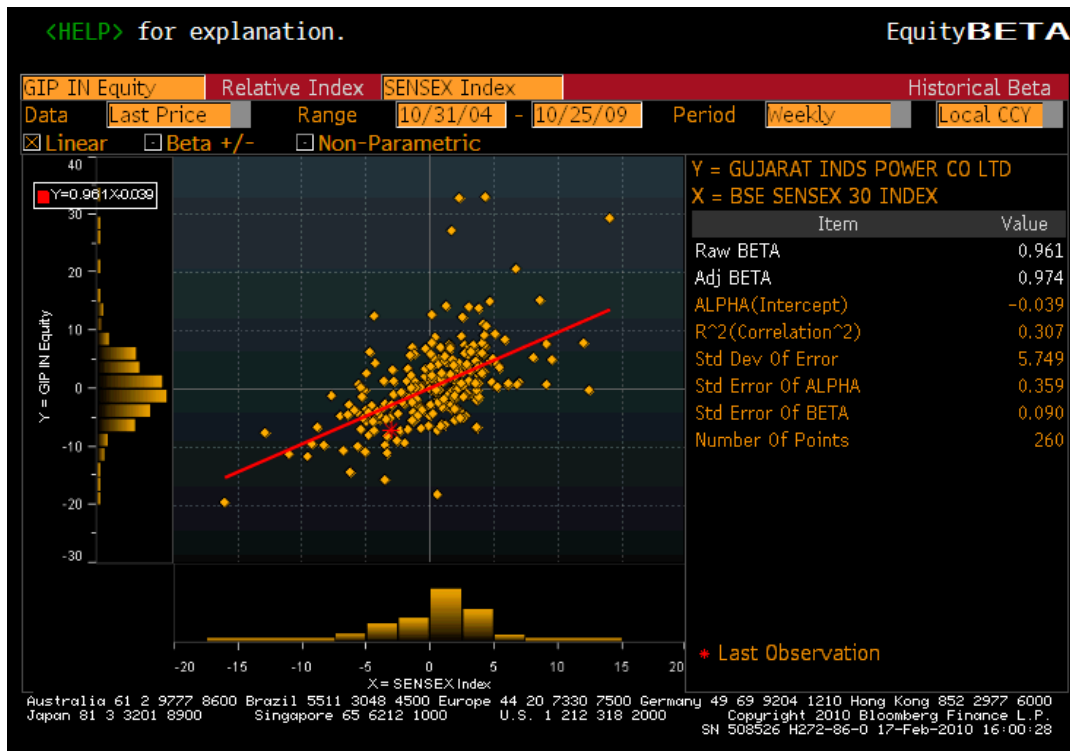 <HELP> for explanation. EquityBETA
GIP IN Equity Relative Index SENSEX Index Historical Beta
Data Last Price Range 10/31/04 - 10/25/09 Period Weekly Local CCY
Linear Beta +/- Non-Parametric
Y = GUJARAT INDS POWER CO LTD
X = BSE SENSEX 30 INDEX
Item Value
Raw BETA 0.961
Adj BETA 0.974
ALPHA(Intercept) -0.039
R^2(Correlation^2) 0.307
Std Dev Of Error 5.749
Std Error Of ALPHA 0.359
Std Error Of BETA 0.090
Number Of Points 260
* Last Observation
40
Y=0.961X-0.039
30
20
10
0
-10
-20
-30
Y = GIP IN Equity
-20 -15 -10 -5 0 5 10 15 20
X = SENSEX Index
Australia 61 2 9777 8600 Brazil 5511 3048 4500 Europe 44 20 7330 7500 Germany 49 69 9204 1210 Hong Kong 852 2977 6000
Japan 81 3 3201 8900 Singapore 65 6212 1000 U.S. 1 212 318 2000 Copyright 2010 Bloomberg Finance L.P.
SN 508526 H272-86-0 17-Feb-2010 16:00:28